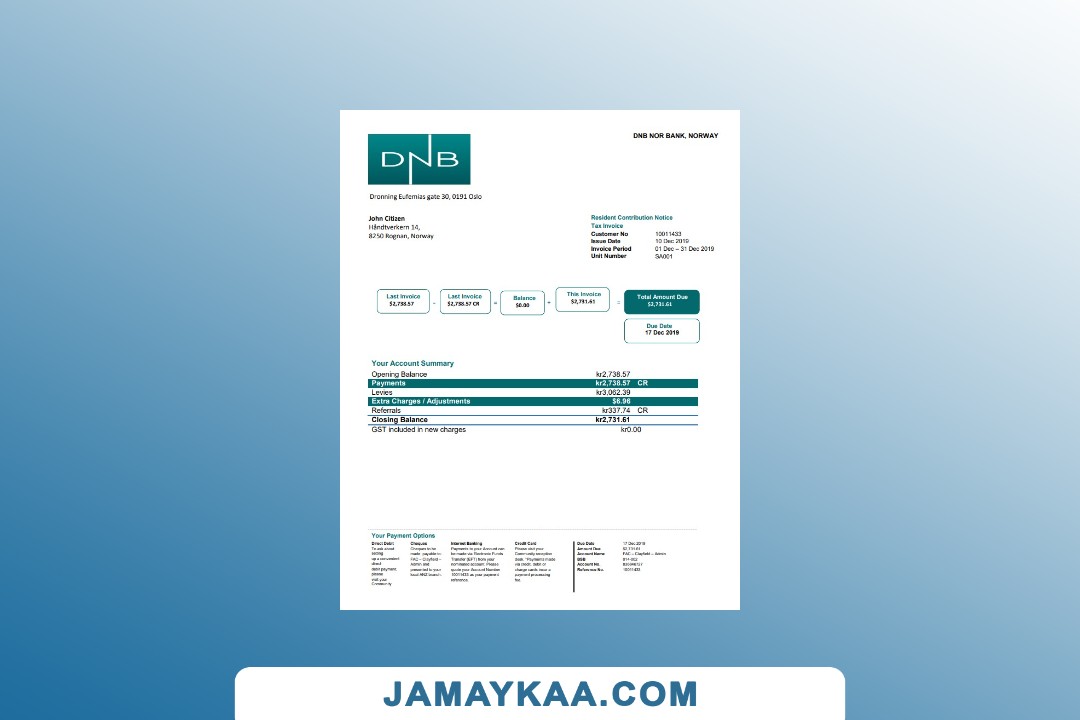 DNB NOR BANK, NORWAY
DNB
Dronning Eufemias gate 30, 0191 Oslo
John Citizen
Håndtverkern 14,
8250 Rognan, Norway
Resident Contribution Notice
Tax Invoice
Customer No 10011433
Issue Date 10 Dec 2019
Invoice Period 01 Dec – 31 Dec 2019
Unit Number SA001
Last Invoice
$2,738.57
-
Last Invoice
$2,738.57 CR
=
Balance
$0.00
+
This Invoice
$2,731.61
=
Total Amount Due
$2,731.61
Due Date
17 Dec 2019
Your Account Summary
Opening Balance kr2,738.57
Payments kr2,738.57 CR
Levies kr3,062.39
Extra Charges / Adjustments $6.96
Referrals kr337.74 CR
Closing Balance kr2,731.61
GST included in new charges kr0.00
Your Payment Options
Direct Debit
To ask about
setting
up a convenient
direct
debit payment,
please
visit your
Community
Cheques
Cheques to be
made payable to
FAC – Clayfield –
Admin and
presented to your
local ANZ branch.
Internet Banking
Payments to your Account can
be made via Electronic Funds
Transfer (EFT) from your
nominated account. Please
quote your Account Number
10011433 as your payment
reference.
Credit Card
Please visit your
Community reception
desk. *Payments made
via credit, debit or
charge cards incur a
payment processing
fee.
Due Date 17 Dec 2019
Amount Due $2,731.61
Account Name FAC – Clayfield – Admin
BSB
Account No.
Reference No. 10011433
JAMAYKAA.COM